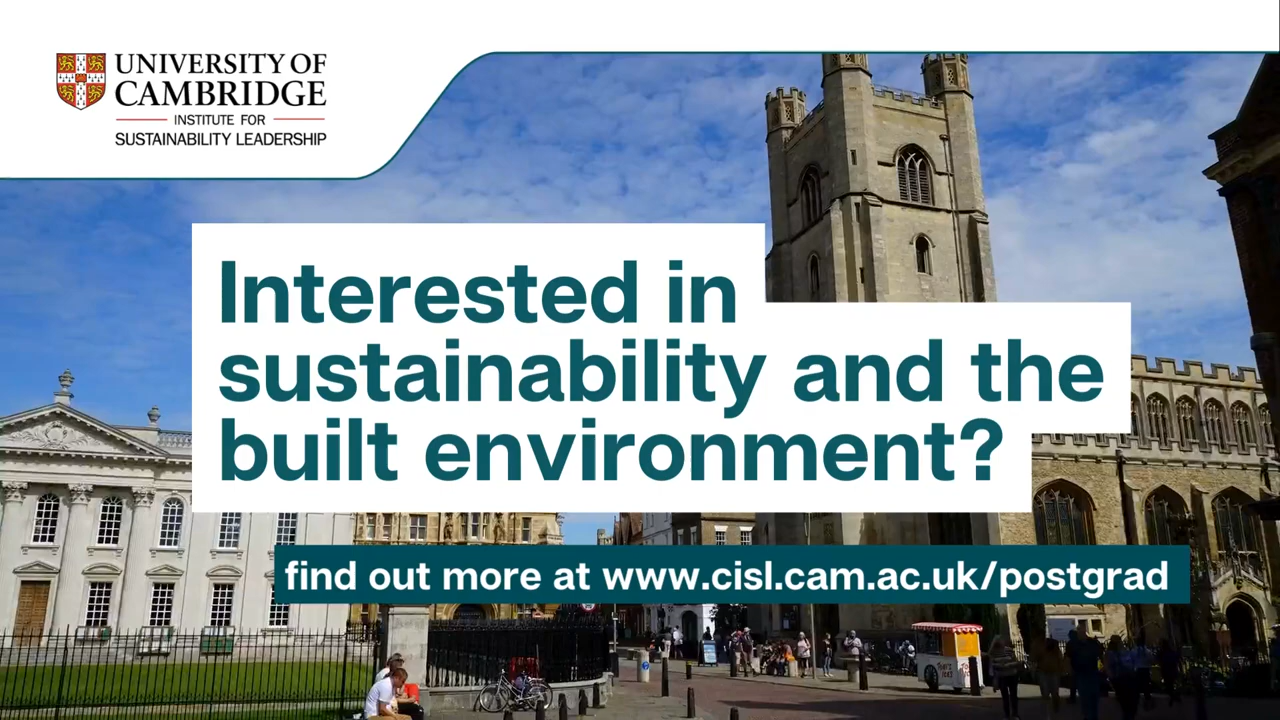 UNIVERSITY OF
CAMBRIDGE
INSTITUTE FOR
SUSTAINABILITY LEADERSHIP
Interested in
sustainability and the
built environment?
find out more at www.cisl.cam.ac.uk/postgrad